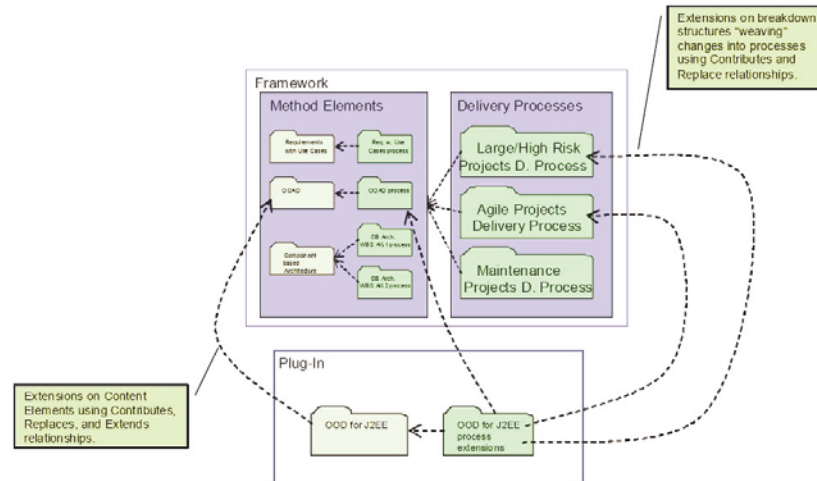 Extensions on breakdown
structures "weaving"
changes into processes
using Contributes and
Replace relationships.
Framework
Method Elements
Delivery Processes
Requirements
with Use Cases
Req. w. Use
Cases process
Large/High Risk
Projects D. Process
OOAD
OOAD process
Agile Projects
Delivery Process
Component
based
Architecture
CB Arch.
WBS Alt.1 process
CB Arch.
WBS Alt.2 process
Maintenance
Projects D. Process
Plug-In
Extensions on Content
Elements using Contributes,
Replaces, and Extends
relationships.
OOD for J2EE
OOD for J2EE
process
extensions